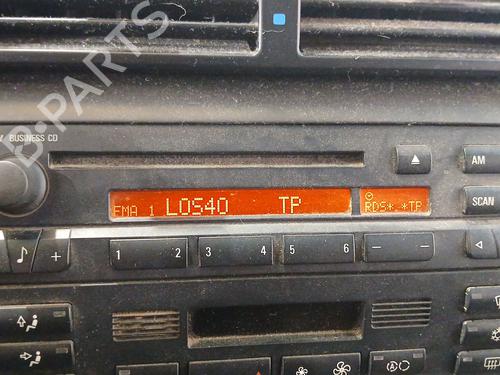 B-PARTS
BUSINESS CD
AM
FMA 1 LOS40 TP
RDS* *TP
SCAN
1 2 3 4 5 6